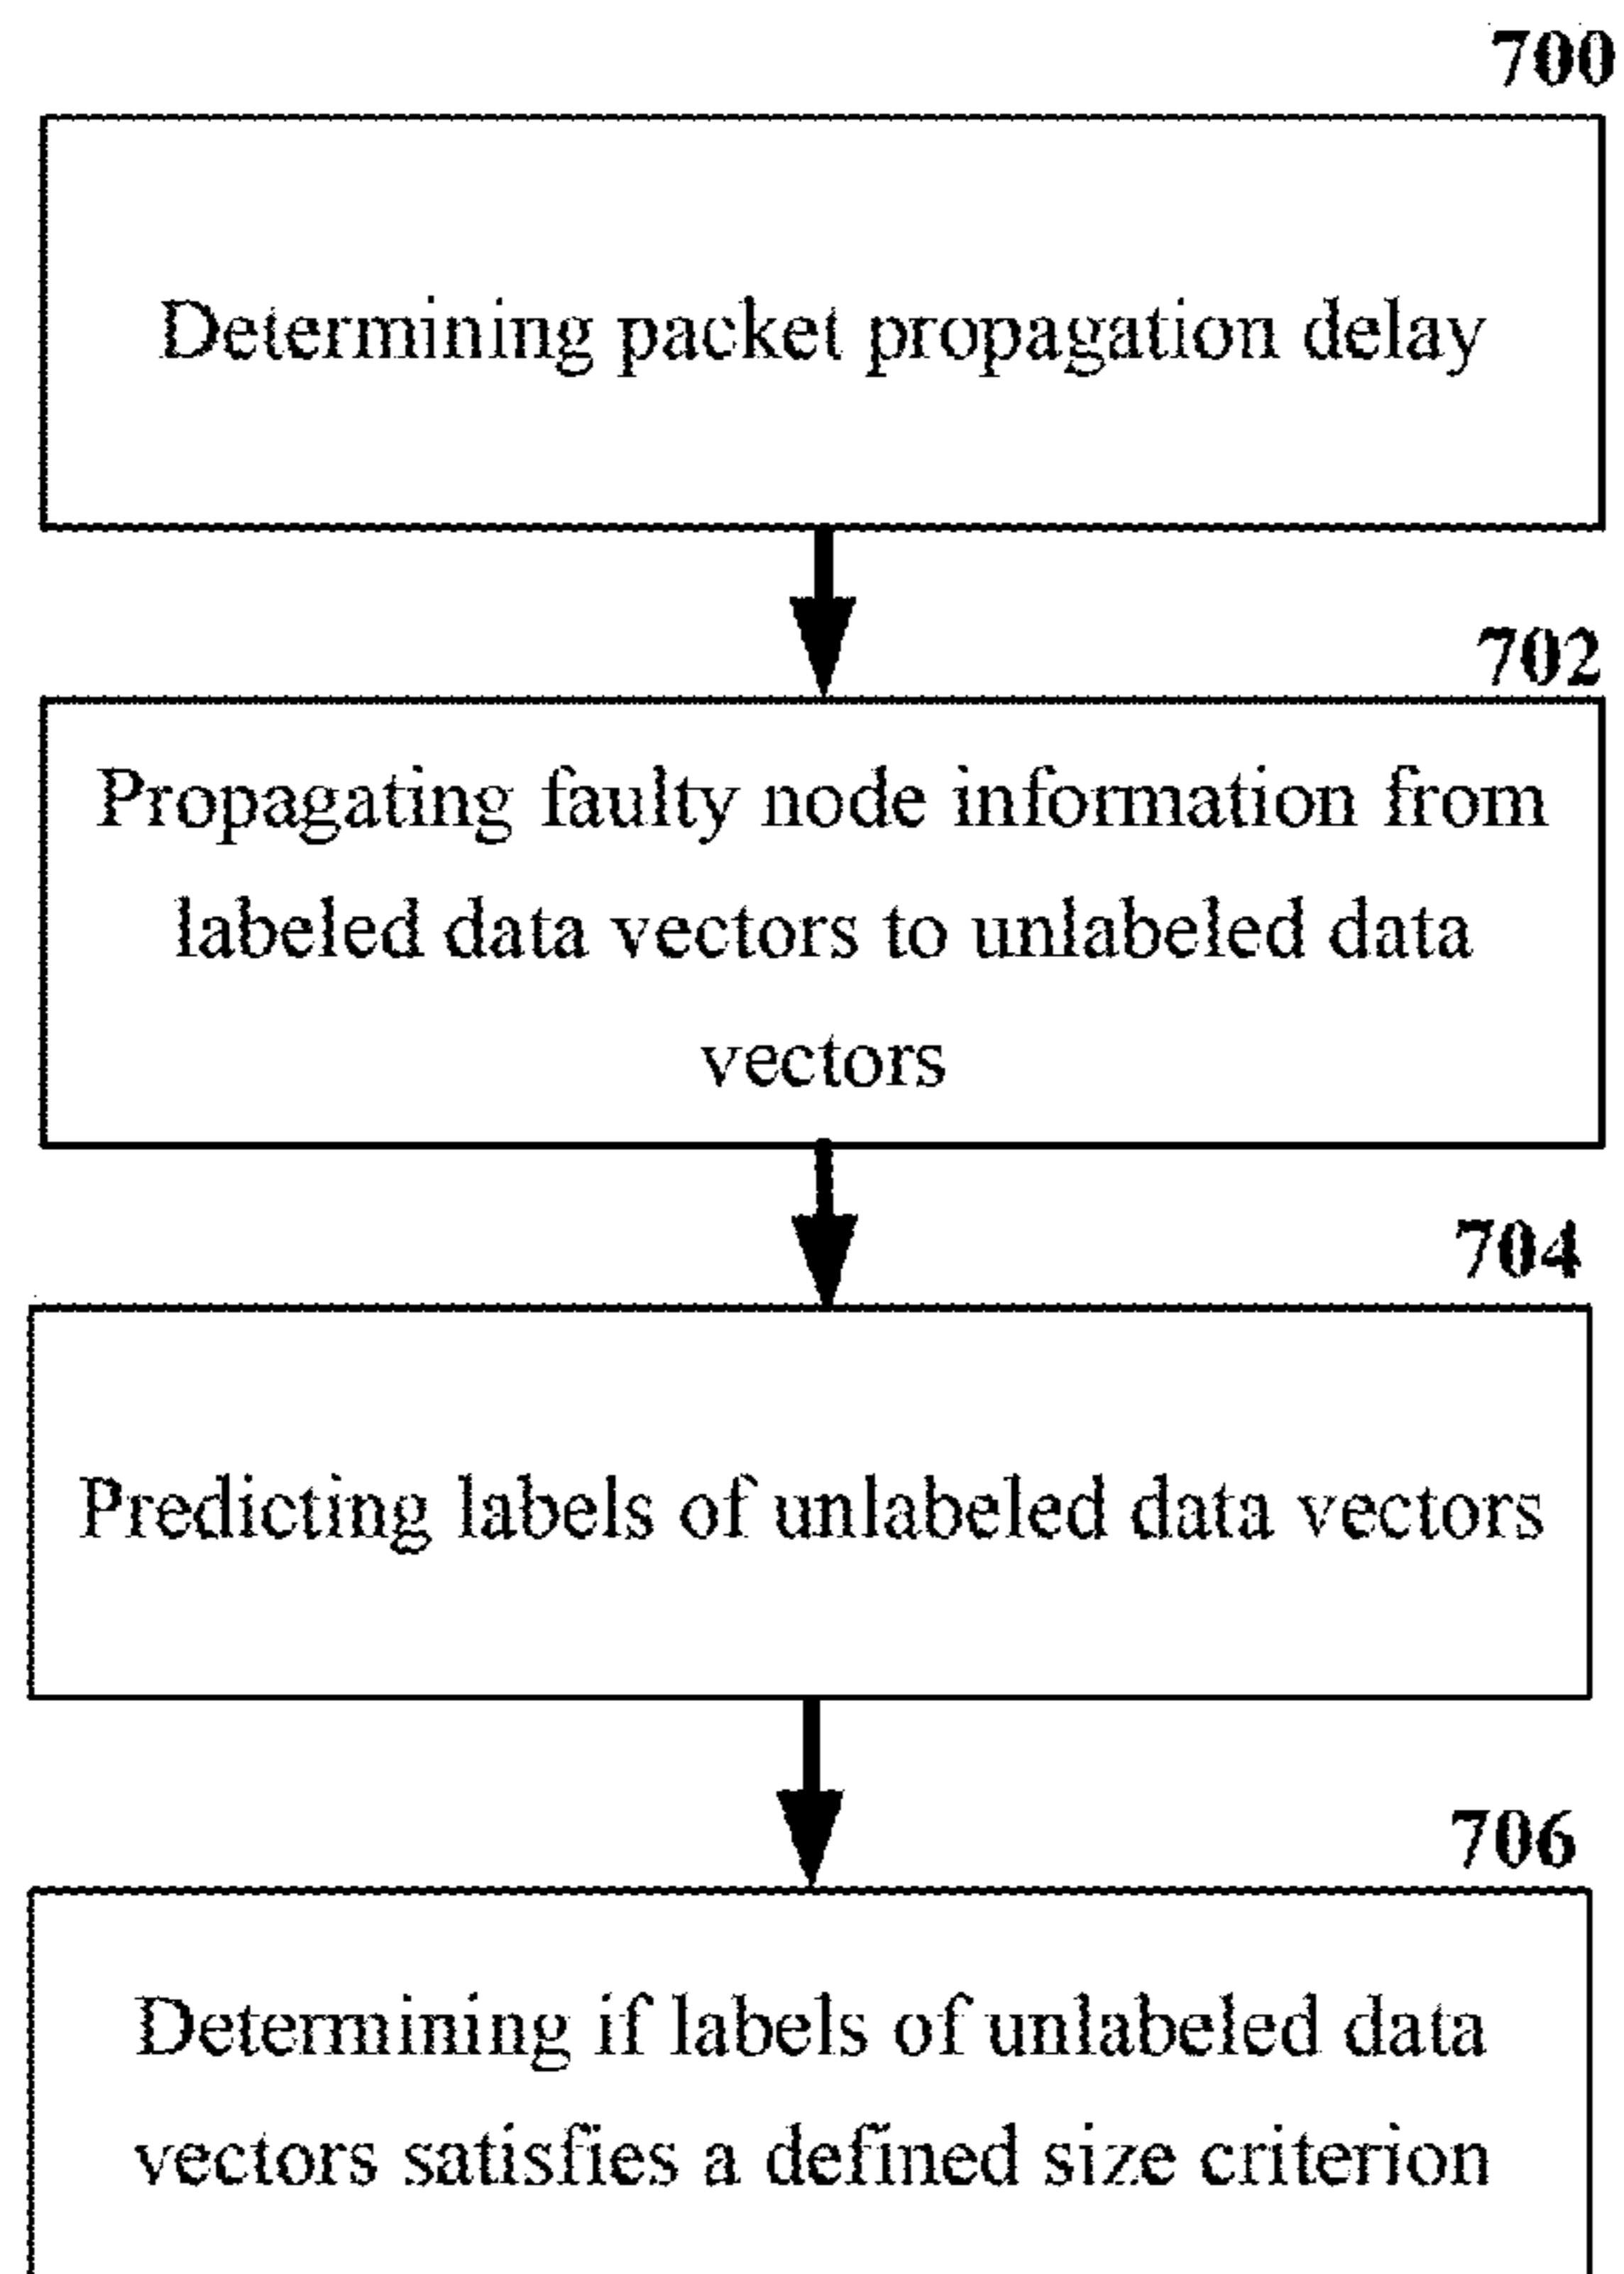 700
Determining packet propagation delay
702
Propagating faulty node information from
labeled data vectors to unlabeled data
vectors
704
Predicting labels of unlabeled data vectors
706
Determining if labels of unlabeled data
vectors satisfies a defined size criterion